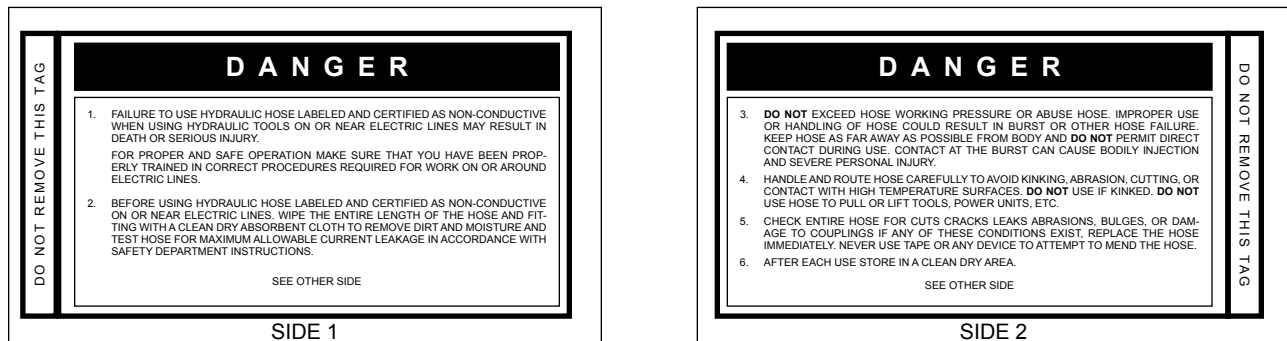 DO NOT REMOVE THIS TAG
DANGER
1. FAILURE TO USE HYDRAULIC HOSE LABELED AND CERTIFIED AS NON-CONDUCTIVE
WHEN USING HYDRAULIC TOOLS ON OR NEAR ELECTRIC LINES MAY RESULT IN
DEATH OR SERIOUS INJURY.
FOR PROPER AND SAFE OPERATION MAKE SURE THAT YOU HAVE BEEN PROP-
ERLY TRAINED IN CORRECT PROCEDURES REQUIRED FOR WORK ON OR AROUND
ELECTRIC LINES.
2. BEFORE USING HYDRAULIC HOSE LABELED AND CERTIFIED AS NON-CONDUCTIVE
ON OR NEAR ELECTRIC LINES. WIPE THE ENTIRE LENGTH OF THE HOSE AND FIT-
TING WITH A CLEAN DRY ABSORBENT CLOTH TO REMOVE DIRT AND MOISTURE AND
TEST HOSE FOR MAXIMUM ALLOWABLE CURRENT LEAKAGE IN ACCORDANCE WITH
SAFETY DEPARTMENT INSTRUCTIONS.
SEE OTHER SIDE
SIDE 1
DANGER
3. DO NOT EXCEED HOSE WORKING PRESSURE OR ABUSE HOSE. IMPROPER USE
OR HANDLING OF HOSE COULD RESULT IN BURST OR OTHER HOSE FAILURE.
KEEP HOSE AS FAR AWAY AS POSSIBLE FROM BODY AND DO NOT PERMIT DIRECT
CONTACT DURING USE. CONTACT AT THE BURST CAN CAUSE BODILY INJECTION
AND SEVERE PERSONAL INJURY.
4. HANDLE AND ROUTE HOSE CAREFULLY TO AVOID KINKING, ABRASION, CUTTING, OR
CONTACT WITH HIGH TEMPERATURE SURFACES. DO NOT USE IF KINKED. DO NOT
USE HOSE TO PULL OR LIFT TOOLS, POWER UNITS, ETC.
5. CHECK ENTIRE HOSE FOR CUTS CRACKS LEAKS ABRASIONS, BULGES, OR DAM-
AGE TO COUPLINGS IF ANY OF THESE CONDITIONS EXIST, REPLACE THE HOSE
IMMEDIATELY. NEVER USE TAPE OR ANY DEVICE TO ATTEMPT TO MEND THE HOSE.
6. AFTER EACH USE STORE IN A CLEAN DRY AREA.
SEE OTHER SIDE
DO NOT REMOVE THIS TAG
SIDE 2